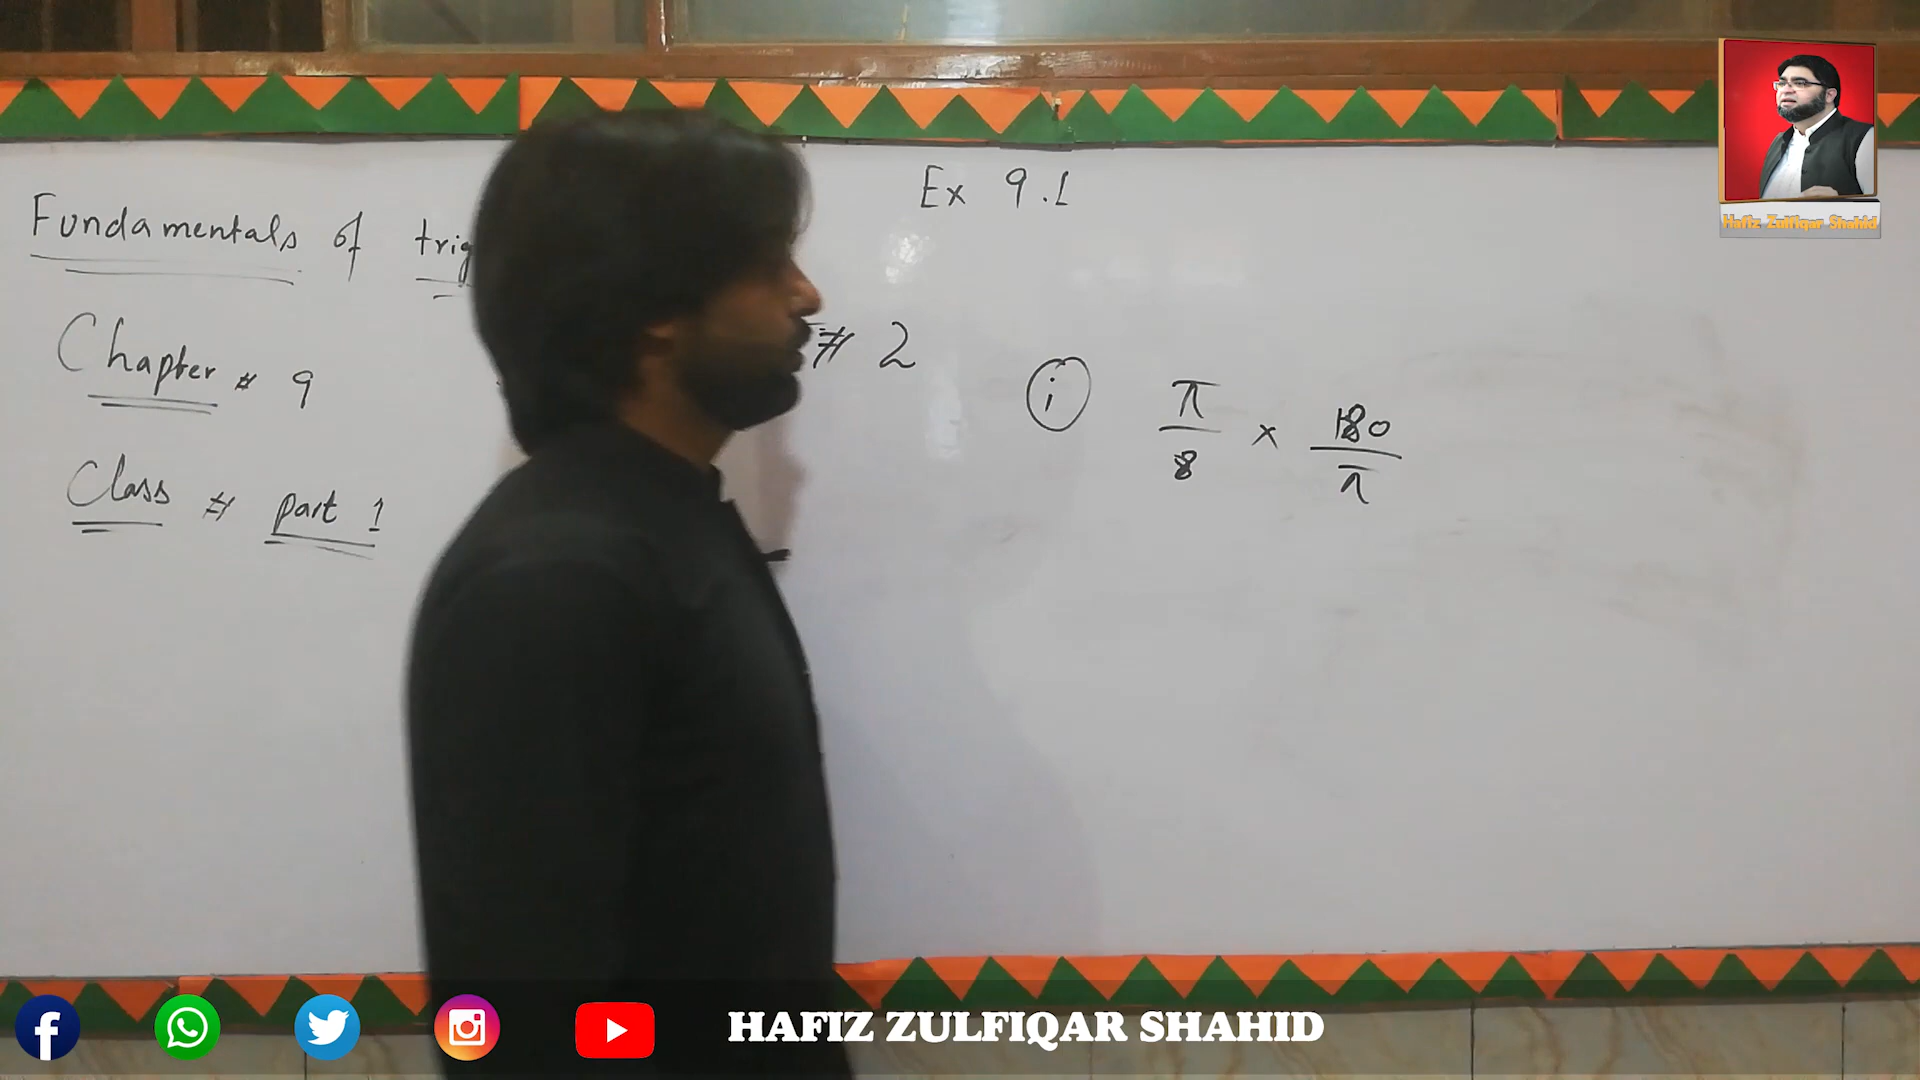 Fundamentals of trig
Chapter # 9
Class # part 1
Ex 9.1
# 2
i π/8 × 180/π
Hafiz Zulfiqar Shahid
HAFIZ ZULFIQAR SHAHID